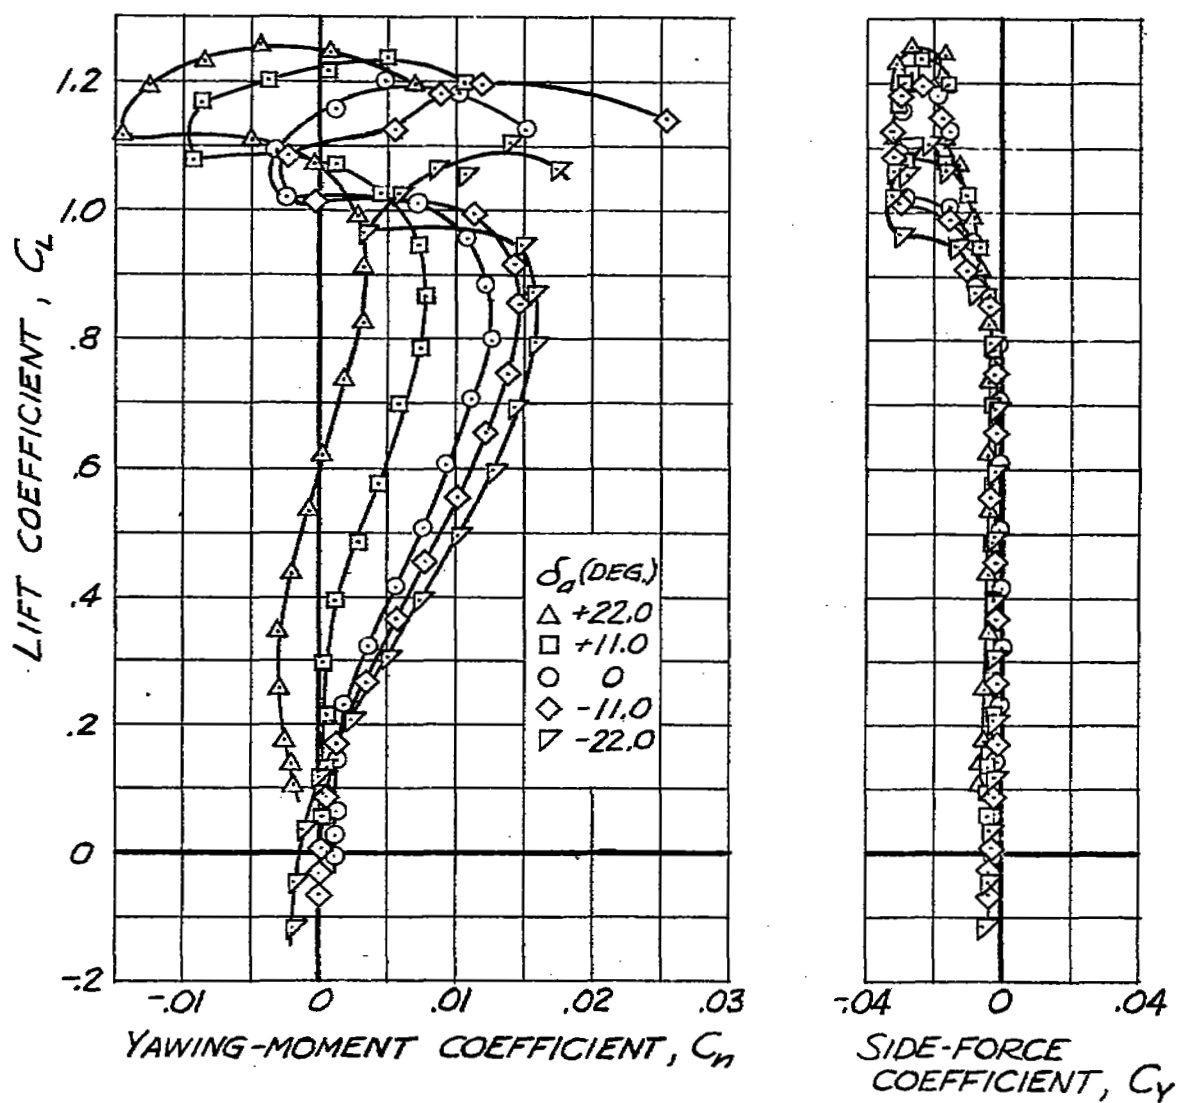 LIFT COEFFICIENT, C_L
1.2
1.0
.8
.6
.4
.2
0
-.2
-.01 0 .01 .02 .03
YAWING-MOMENT COEFFICIENT, C_n
δ_a (DEG.)
+22.0
+11.0
0
-11.0
-22.0
-.04 0 .04
SIDE-FORCE
COEFFICIENT, C_Y